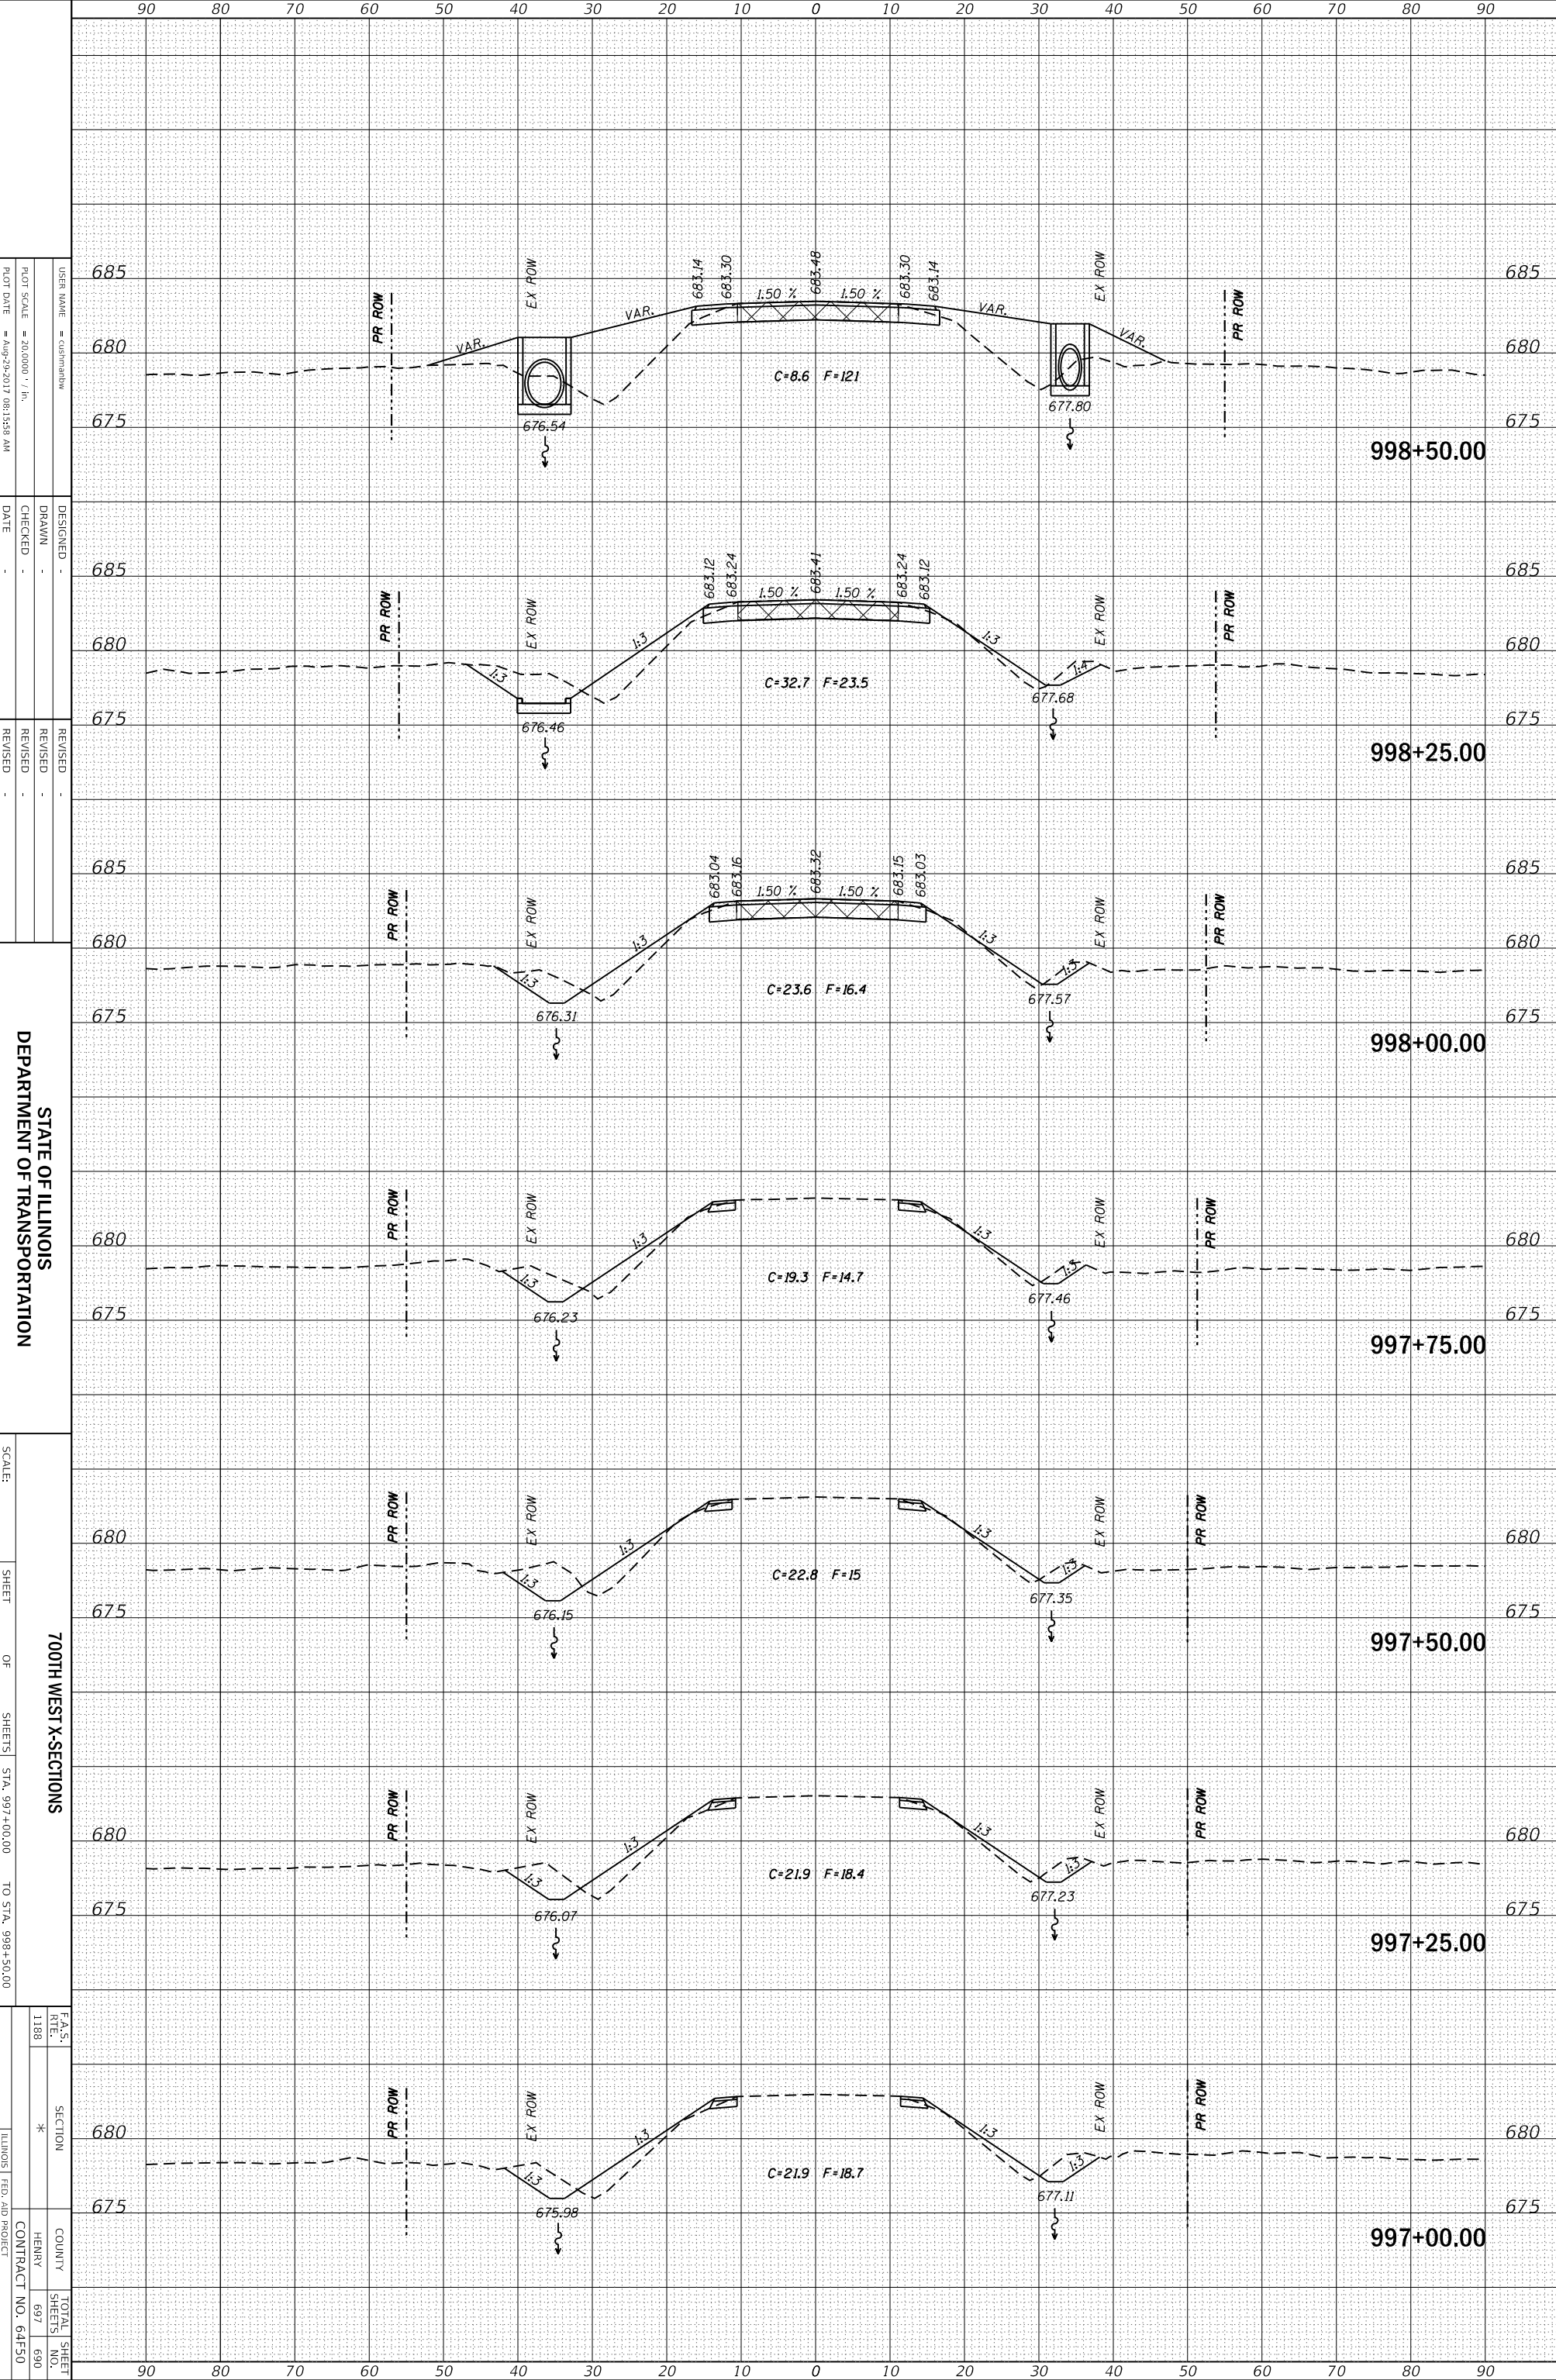 90 80 70 60 50 40 30 20 10 0 10 20 30 40 50 60 70 80 90
685 683.14 683.30 1.50 % 683.48 1.50 % 683.30 683.14 685
EX ROW EX ROW
PR ROW VAR. VAR. PR ROW
680 VAR. VAR. 680
C=8.6 F=121
675 676.54 677.80 675
998+50.00
685 683.12 683.24 1.50 % 683.41 1.50 % 683.24 683.12 685
PR ROW EX ROW EX ROW PR ROW
680 1:3 1:3 680
1:3 C=32.7 F=23.5 1:4
675 676.46 677.68 675
998+25.00
685 683.04 683.16 1.50 % 683.32 1.50 % 683.15 683.03 685
PR ROW EX ROW EX ROW PR ROW
680 1:3 1:3 680
1:3 C=23.6 F=16.4 1:3
675 676.31 677.57 675
998+00.00
PR ROW EX ROW EX ROW PR ROW
680 1:3 1:3 680
1:3 C=19.3 F=14.7 1:3
675 676.23 677.46 675
997+75.00
PR ROW EX ROW EX ROW PR ROW
680 1:3 1:3 680
1:3 C=22.8 F=15 1:3
675 676.15 677.35 675
997+50.00
PR ROW EX ROW EX ROW PR ROW
680 1:3 1:3 680
1:3 C=21.9 F=18.4 1:3
675 676.07 677.23 675
997+25.00
PR ROW EX ROW EX ROW PR ROW
680 1:3 1:3 680
1:3 C=21.9 F=18.7 1:3
675 675.98 677.11 675
997+00.00
90 80 70 60 50 40 30 20 10 0 10 20 30 40 50 60 70 80 90
USER NAME = cushmanbw
PLOT SCALE = 20.0000 ' / in.
PLOT DATE = Aug-29-2017 08:15:58 AM
DESIGNED -
DRAWN -
CHECKED -
DATE -
REVISED -
REVISED -
REVISED -
REVISED -
STATE OF ILLINOIS
DEPARTMENT OF TRANSPORTATION
700TH WEST X-SECTIONS
SCALE: SHEET OF SHEETS STA. 997+00.00 TO STA. 998+50.00
F.A.S. RTE. SECTION COUNTY TOTAL SHEETS SHEET NO.
1188 * HENRY 697 690
CONTRACT NO. 64F50
ILLINOIS FED. AID PROJECT